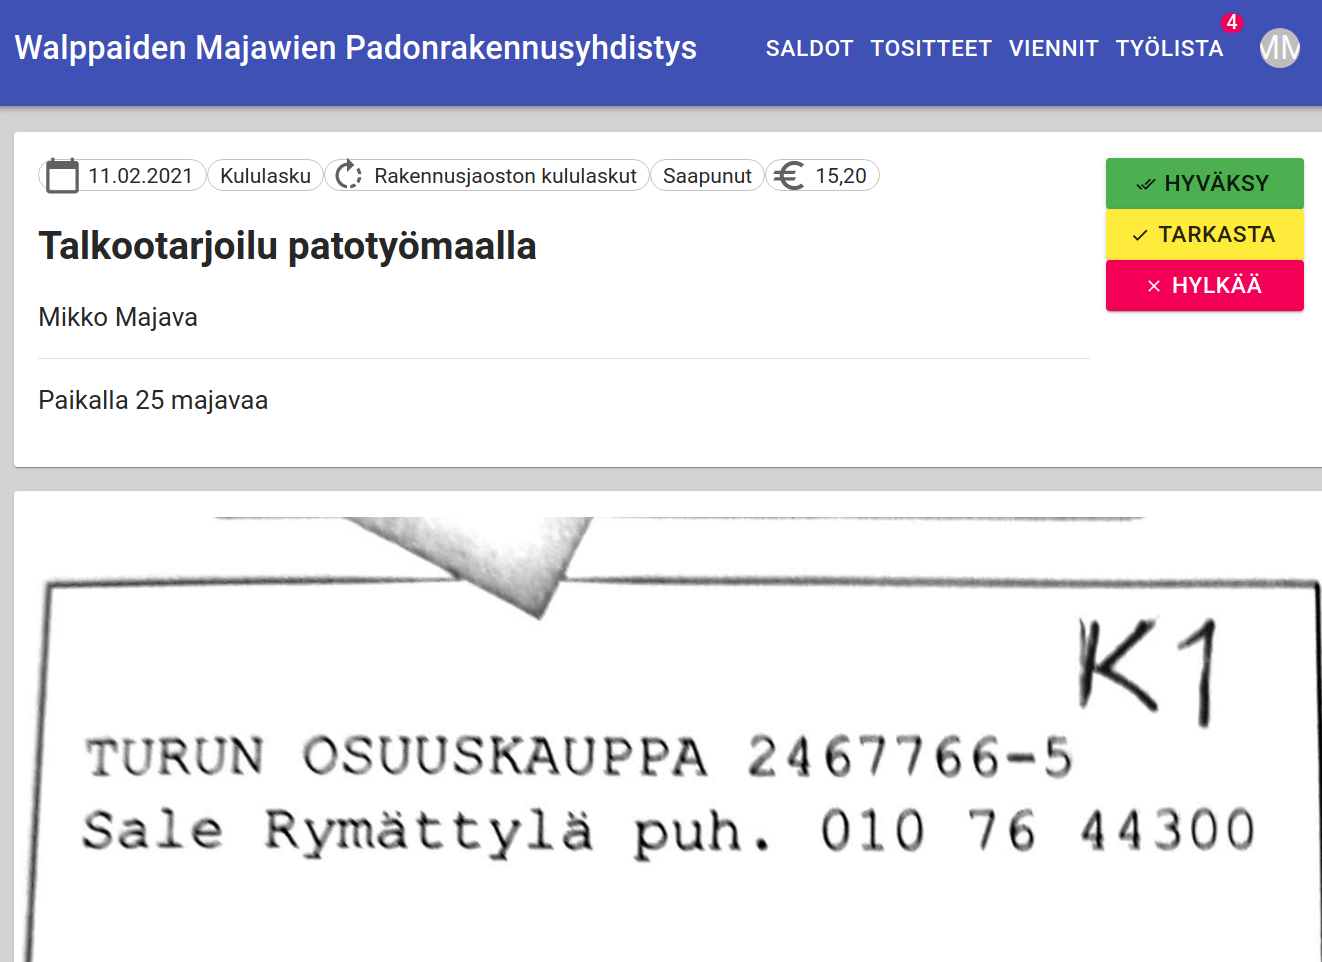 Walppaiden Majawien Padonrakennusyhdistys
SALDOT TOSITTEET VIENNIT TYÖLISTA 4 MM
11.02.2021 Kululasku Rakennusjaoston kululaskut Saapunut € 15,20
HYVÄKSY
TARKASTA
HYLKÄÄ
Talkootarjoilu patotyömaalla
Mikko Majava
Paikalla 25 majavaa
K1
TURUN OSUUSKAUPPA 2467766-5
Sale Rymättylä puh. 010 76 44300